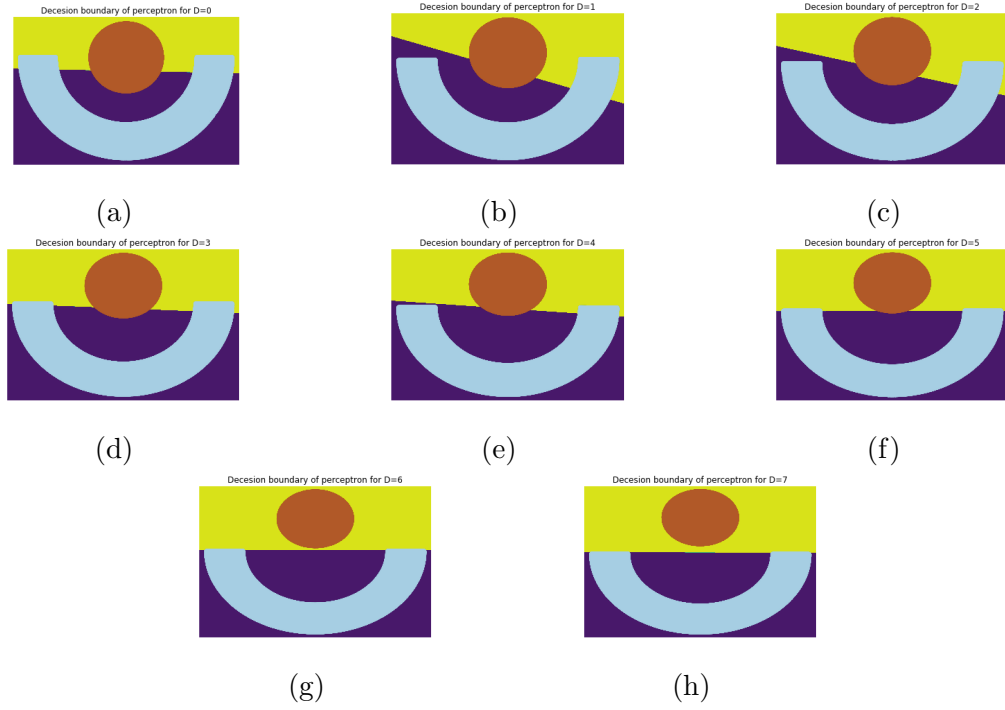 Decesion boundary of perceptron for D=0
Decesion boundary of perceptron for D=1
Decesion boundary of perceptron for D=2
(a)
(b)
(c)
Decesion boundary of perceptron for D=3
Decesion boundary of perceptron for D=4
Decesion boundary of perceptron for D=5
(d)
(e)
(f)
Decesion boundary of perceptron for D=6
Decesion boundary of perceptron for D=7
(g)
(h)